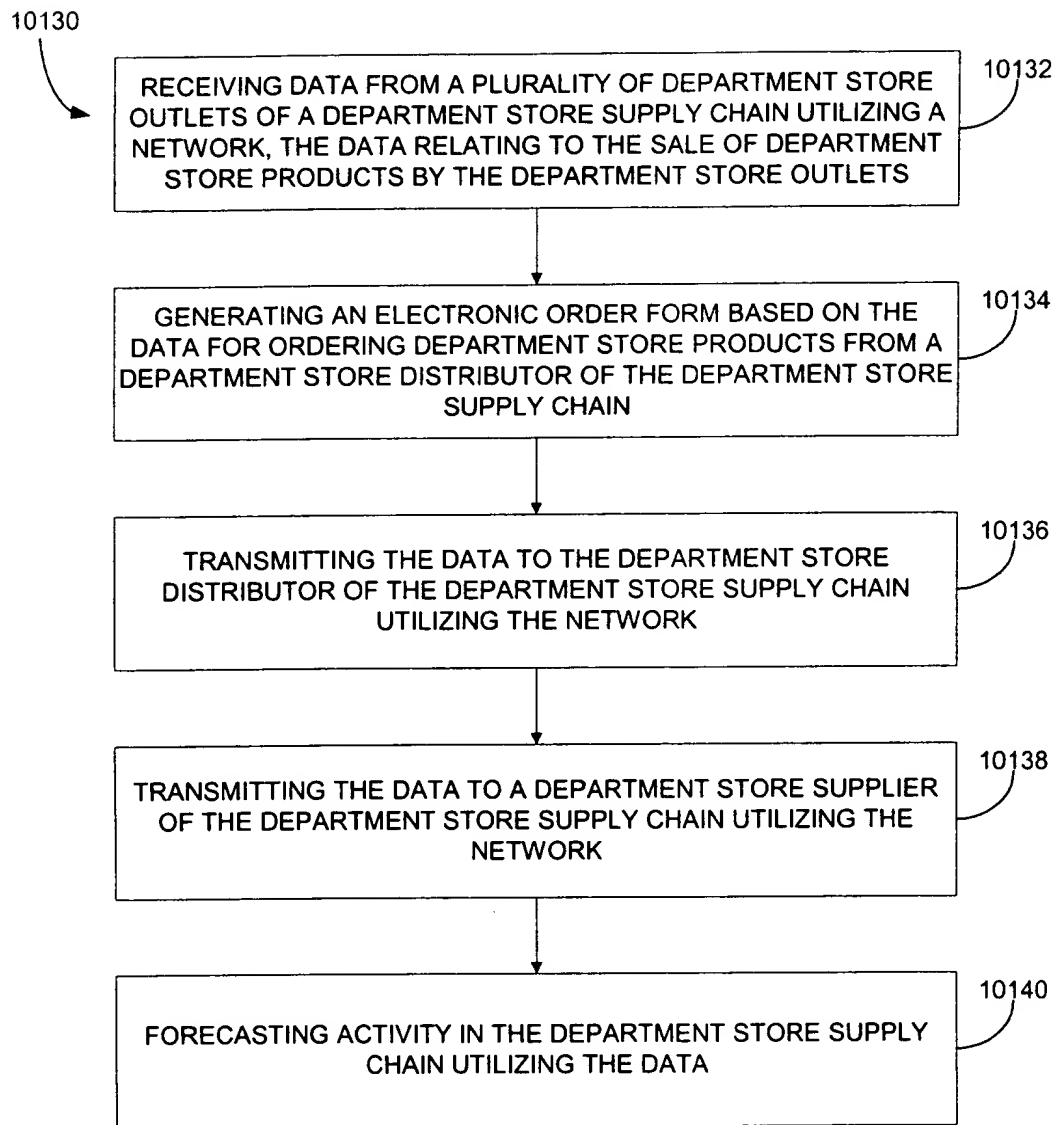 10130
10132
RECEIVING DATA FROM A PLURALITY OF DEPARTMENT STORE
OUTLETS OF A DEPARTMENT STORE SUPPLY CHAIN UTILIZING A
NETWORK, THE DATA RELATING TO THE SALE OF DEPARTMENT
STORE PRODUCTS BY THE DEPARTMENT STORE OUTLETS
10134
GENERATING AN ELECTRONIC ORDER FORM BASED ON THE
DATA FOR ORDERING DEPARTMENT STORE PRODUCTS FROM A
DEPARTMENT STORE DISTRIBUTOR OF THE DEPARTMENT STORE
SUPPLY CHAIN
10136
TRANSMITTING THE DATA TO THE DEPARTMENT STORE
DISTRIBUTOR OF THE DEPARTMENT STORE SUPPLY CHAIN
UTILIZING THE NETWORK
10138
TRANSMITTING THE DATA TO A DEPARTMENT STORE SUPPLIER
OF THE DEPARTMENT STORE SUPPLY CHAIN UTILIZING THE
NETWORK
10140
FORECASTING ACTIVITY IN THE DEPARTMENT STORE SUPPLY
CHAIN UTILIZING THE DATA